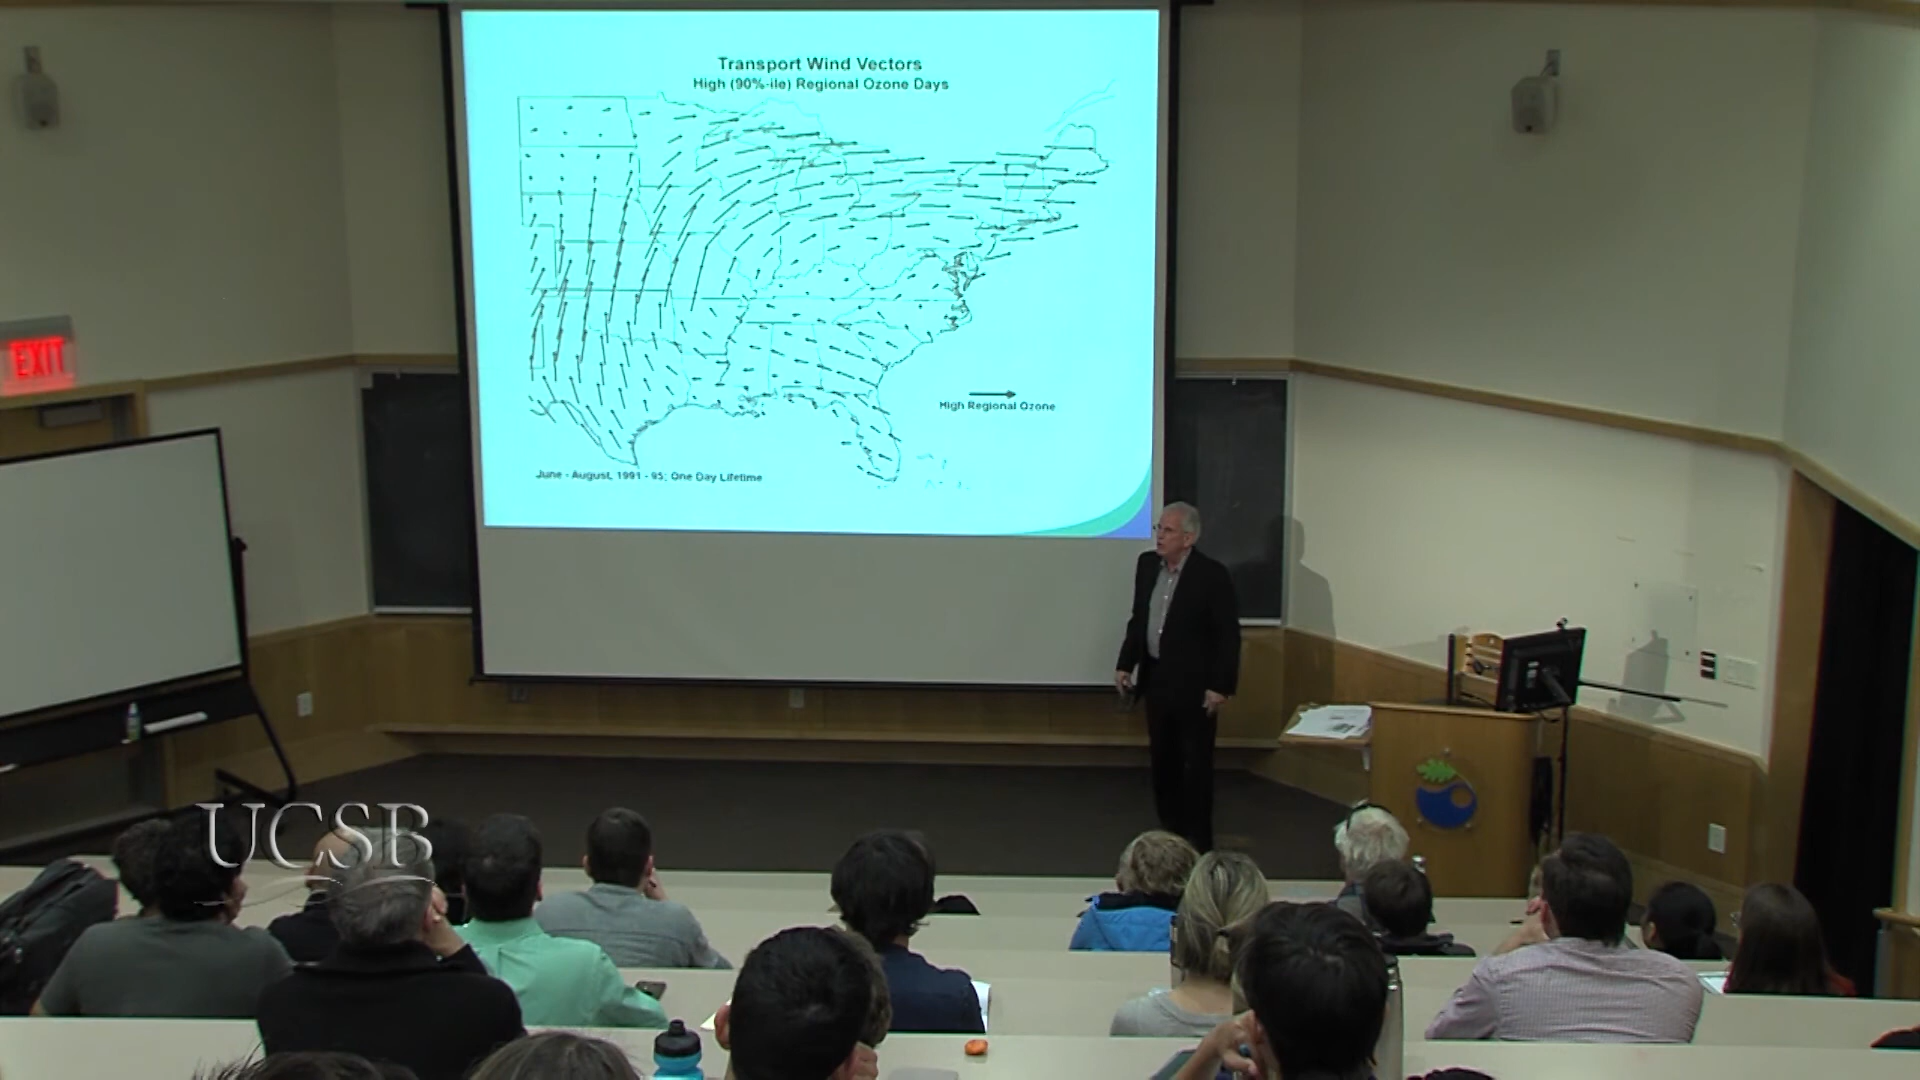 Transport Wind Vectors
High (90%-ile) Regional Ozone Days
High Regional Ozone
June - August, 1991 - 95; One Day Lifetime
EXIT
UCSB